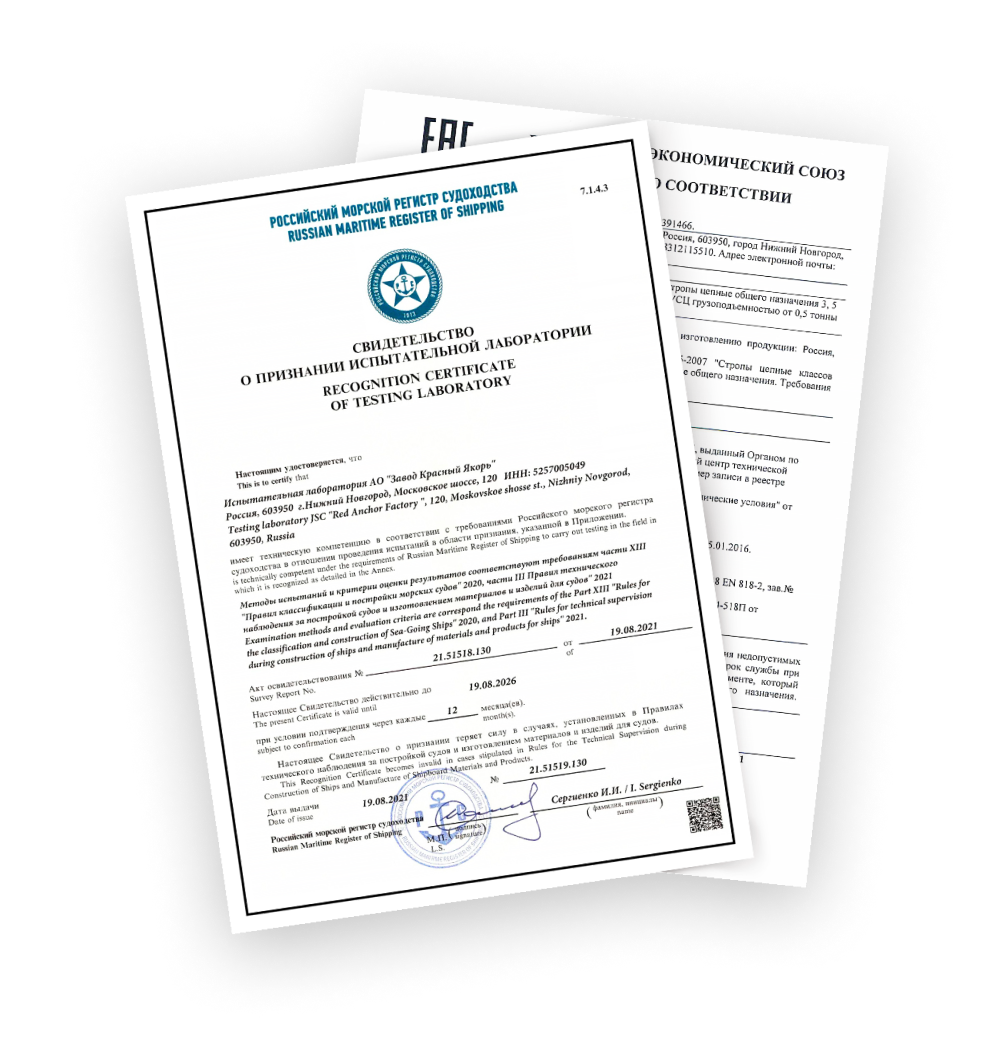 РОССИЙСКИЙ МОРСКОЙ РЕГИСТР СУДОХОДСТВА
RUSSIAN MARITIME REGISTER OF SHIPPING
7.1.4.3
РОССИЙСКИЙ МОРСКОЙ РЕГИСТР СУДОХОДСТВА
1913
СВИДЕТЕЛЬСТВО
О ПРИЗНАНИИ ИСПЫТАТЕЛЬНОЙ ЛАБОРАТОРИИ
RECOGNITION CERTIFICATE
OF TESTING LABORATORY
Настоящим удостоверяется, что
This is to certify that
Испытательная лаборатория АО "Завод Красный Якорь"
Россия, 603950 г.Нижний Новгород, Московское шоссе, 120 ИНН: 5257005049
Testing laboratory JSC "Red Anchor Factory ", 120, Moskovskoe shosse st., Nizhniy Novgorod,
603950, Russia
имеет техническую компетенцию в соответствии с требованиями Российского морского регистра
судоходства в отношении проведения испытаний в области признания, указанной в Приложении.
is technically competent under the requirements of Russian Maritime Register of Shipping to carry out testing in the field in
which it is recognized as detailed in the Annex.
Методы испытаний и критерии оценки результатов соответствуют требованиям части XIII
"Правил классификации и постройки морских судов" 2020, части III Правил технического
наблюдения за постройкой судов и изготовлением материалов и изделий для судов" 2021
Examination methods and evaluation criteria are correspond the requirements of the Part XIII "Rules for
the classification and construction of Sea-Going Ships" 2020, and Part III "Rules for technical supervision
during construction of ships and manufacture of materials and products for ships" 2021.
Акт освидетельствования № 21.51518.130 от 19.08.2021
Survey Report No. of
Настоящее Свидетельство действительно до 19.08.2026
The present Certificate is valid until
при условии подтверждения через каждые 12 месяца(ев).
subject to confirmation each month(s).
Настоящее Свидетельство о признании теряет силу в случаях, установленных в Правилах
технического наблюдения за постройкой судов и изготовлением материалов и изделий для судов.
This Recognition Certificate becomes invalid in cases stipulated in Rules for the Technical Supervision during
Construction of Ships and Manufacture of Shipboard Materials and Products.
Дата выдачи 19.08.2021 № 21.51519.130
Date of issue
Российский морской регистр судоходства Сергиенко И.И. / I. Sergienko
Russian Maritime Register of Shipping
(фамилия, инициалы)
name
М.П. (подпись)
L.S. signature
EAC
ЭКОНОМИЧЕСКИЙ СОЮЗ
О СООТВЕТСТВИИ
391466.
Россия, 603950, город Нижний Новгород,
312115510. Адрес электронной почты:
стропы цепные общего назначения 3, 5
УСЦ грузоподъемностью от 0,5 тонны
изготовлению продукции: Россия,
-2007 "Стропы цепные классов
е общего назначения. Требования
, выданный Органом по
й центр технической
ер записи в реестре
нические условия" от
5.01.2016.
8 EN 818-2, зав.№
-518П от
ия недопустимых
рок службы при
менте, который
го назначения.